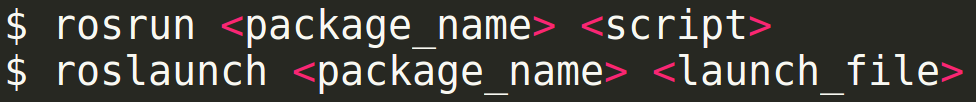 $ rosrun <package_name> <script>
$ roslaunch <package_name> <launch_file>